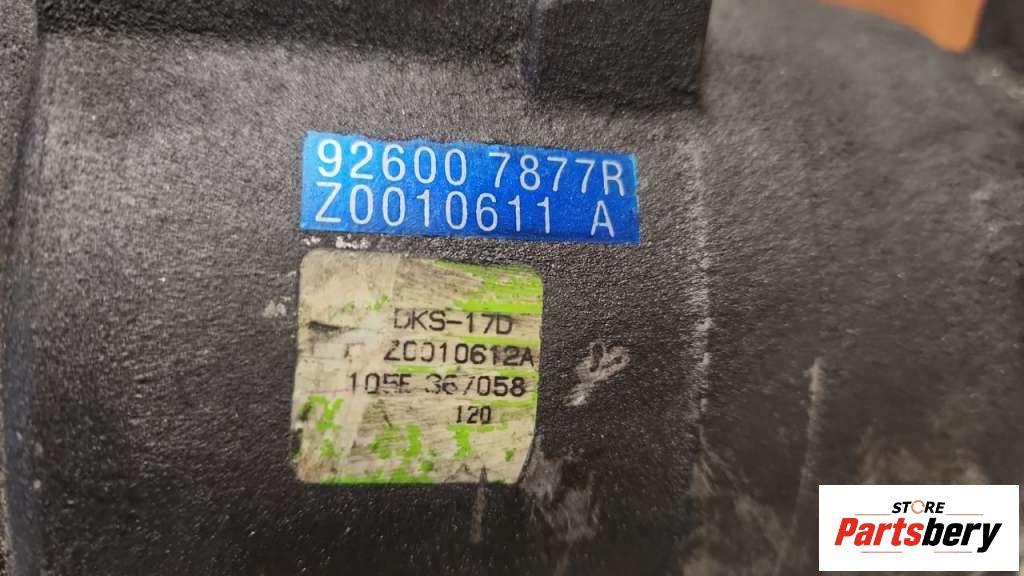 92600 7877R
Z0010611 A
DKS-17D
Z0010612A
105E 367058
120
STORE
Partsbery